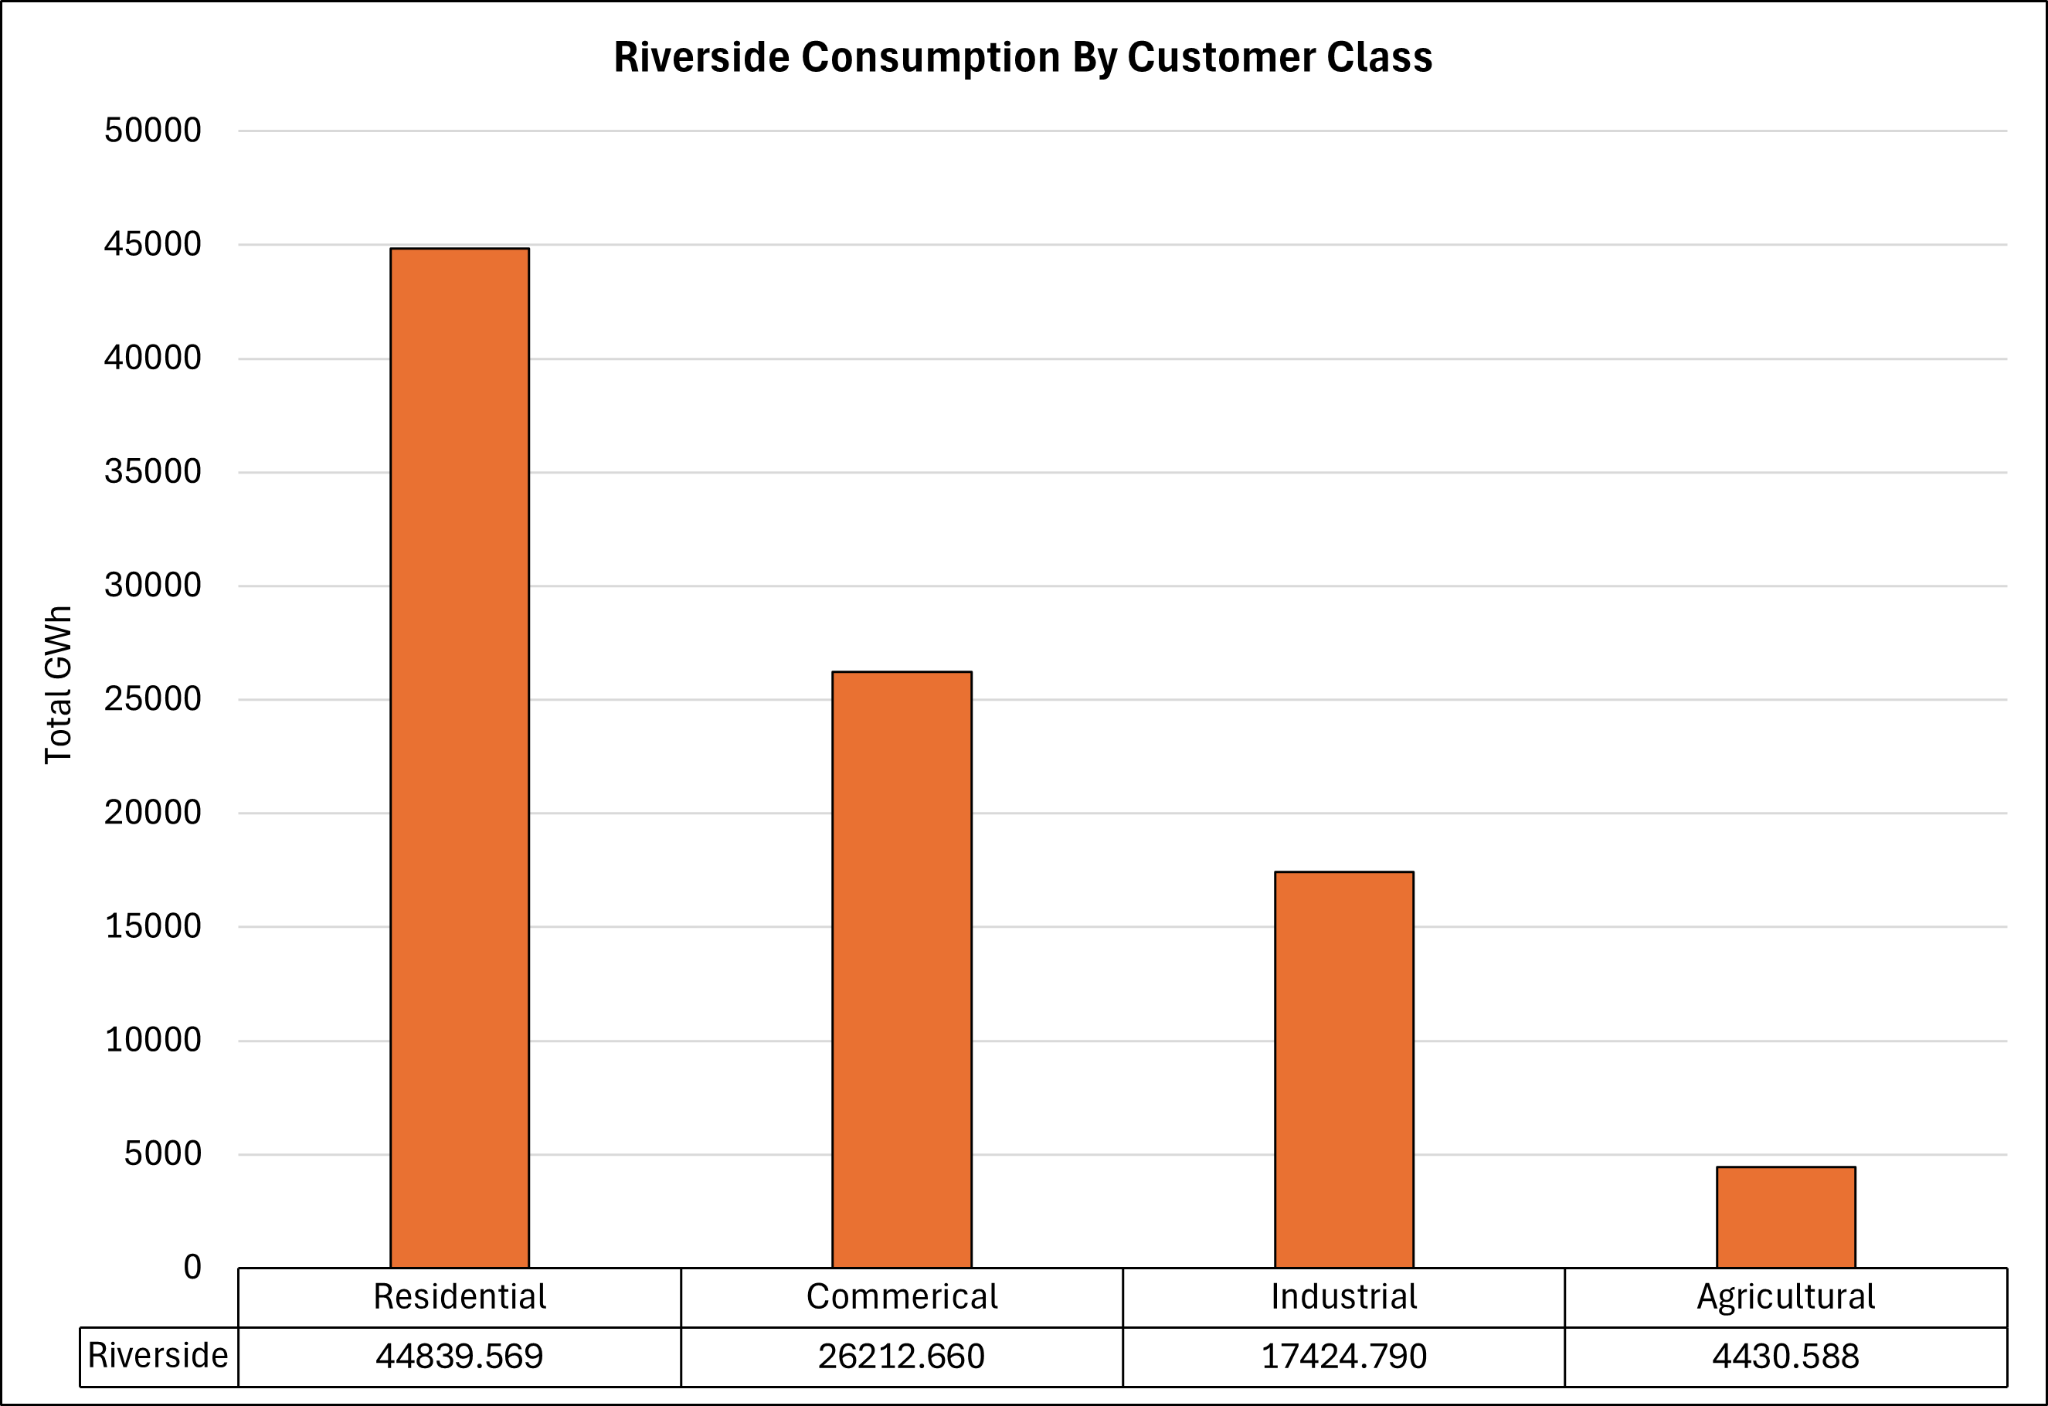 Riverside Consumption By Customer Class
50000
45000
40000
35000
30000
25000
20000
15000
10000
5000
0
Total GWh
Residential Commerical Industrial Agricultural
Riverside 44839.569 26212.660 17424.790 4430.588